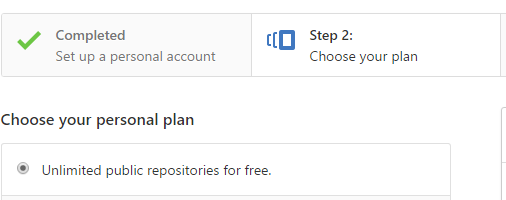 Completed
Set up a personal account
Step 2:
Choose your plan
Choose your personal plan
Unlimited public repositories for free.